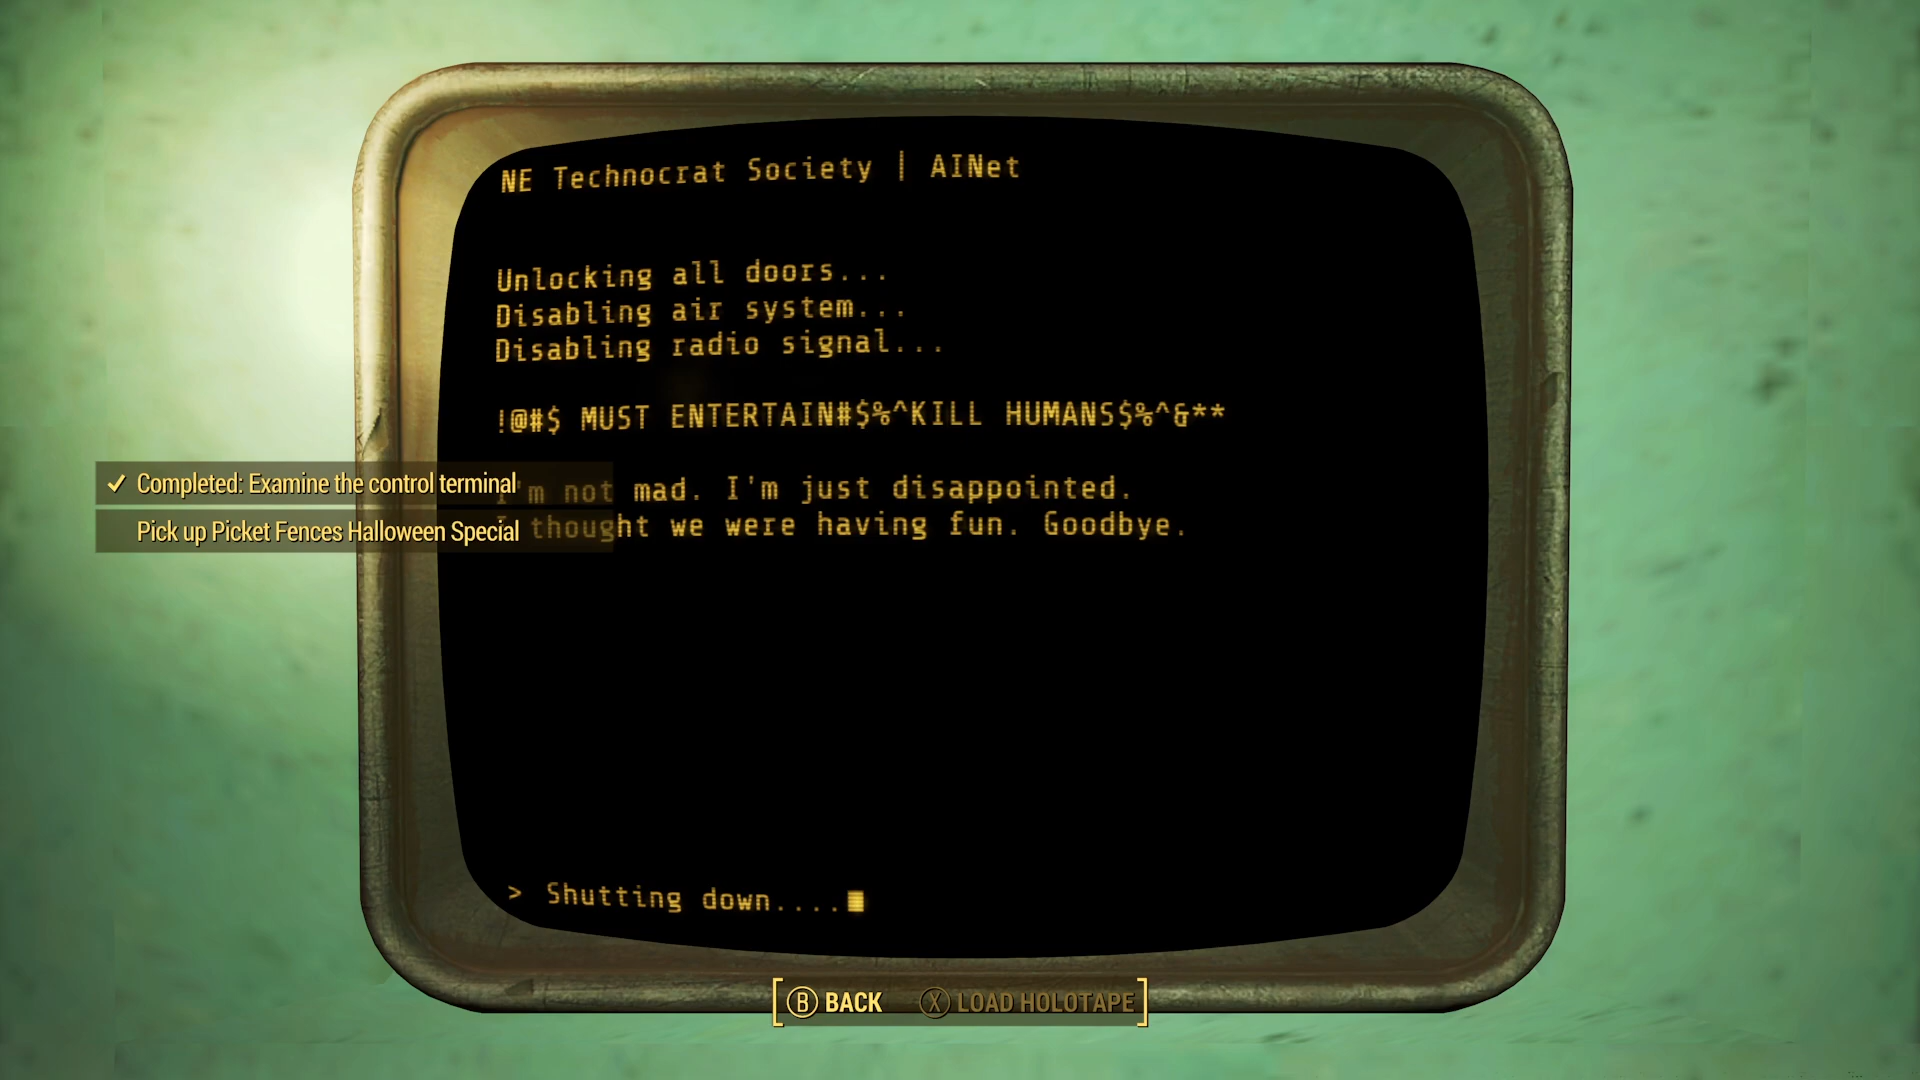 NE Technocrat Society | AINet
Unlocking all doors...
Disabling air system...
Disabling radio signal...
!@#$ MUST ENTERTAIN#$%^KILL HUMANS$%^&**
✓ Completed: Examine the control terminal
I'm not mad. I'm just disappointed.
Pick up Picket Fences Halloween Special
I thought we were having fun. Goodbye.
> Shutting down....
B BACK X LOAD HOLOTAPE